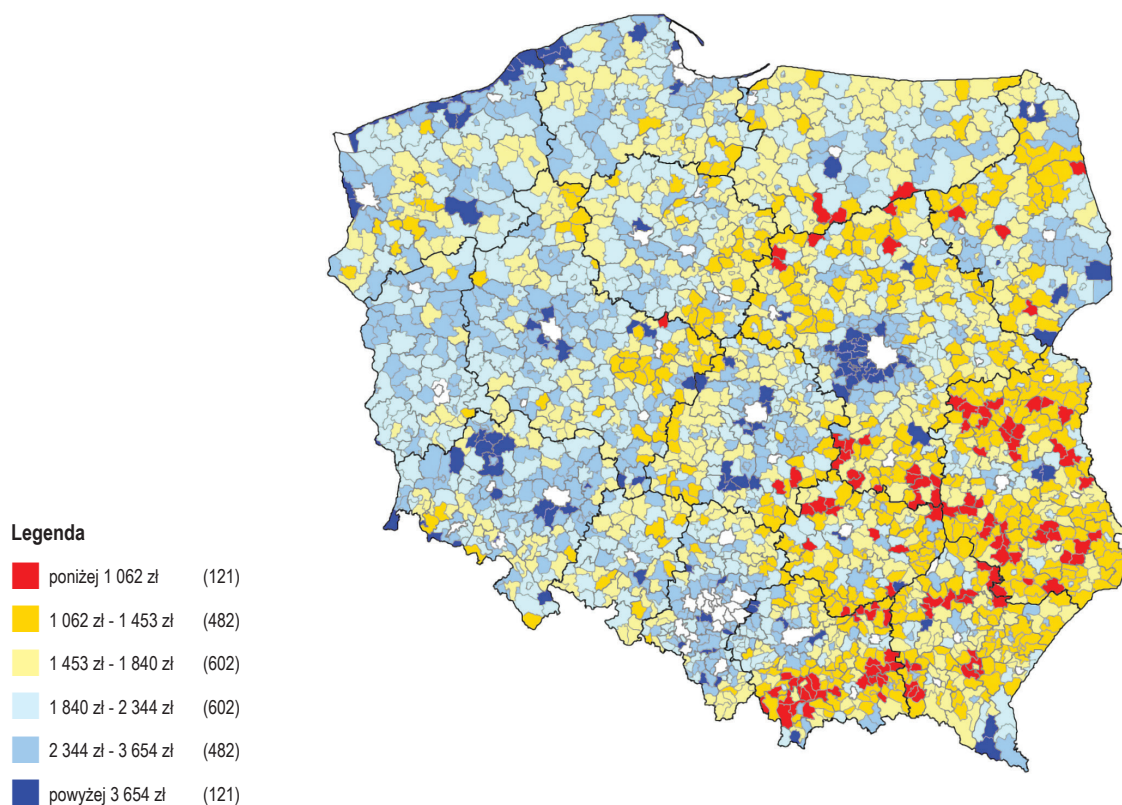 Legenda
poniżej 1 062 zł (121)
1 062 zł - 1 453 zł (482)
1 453 zł - 1 840 zł (602)
1 840 zł - 2 344 zł (602)
2 344 zł - 3 654 zł (482)
powyżej 3 654 zł (121)